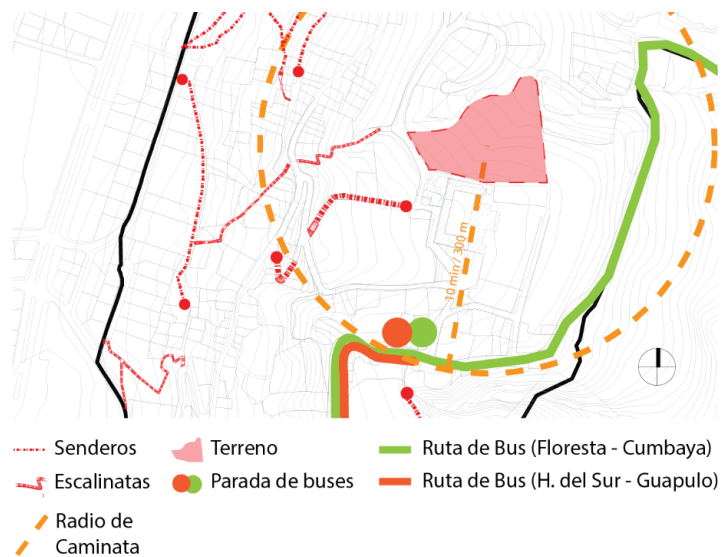 10 min / 300 m
Senderos
Terreno
Ruta de Bus (Floresta - Cumbaya)
Escalinatas
Parada de buses
Ruta de Bus (H. del Sur - Guapulo)
Radio de
Caminata